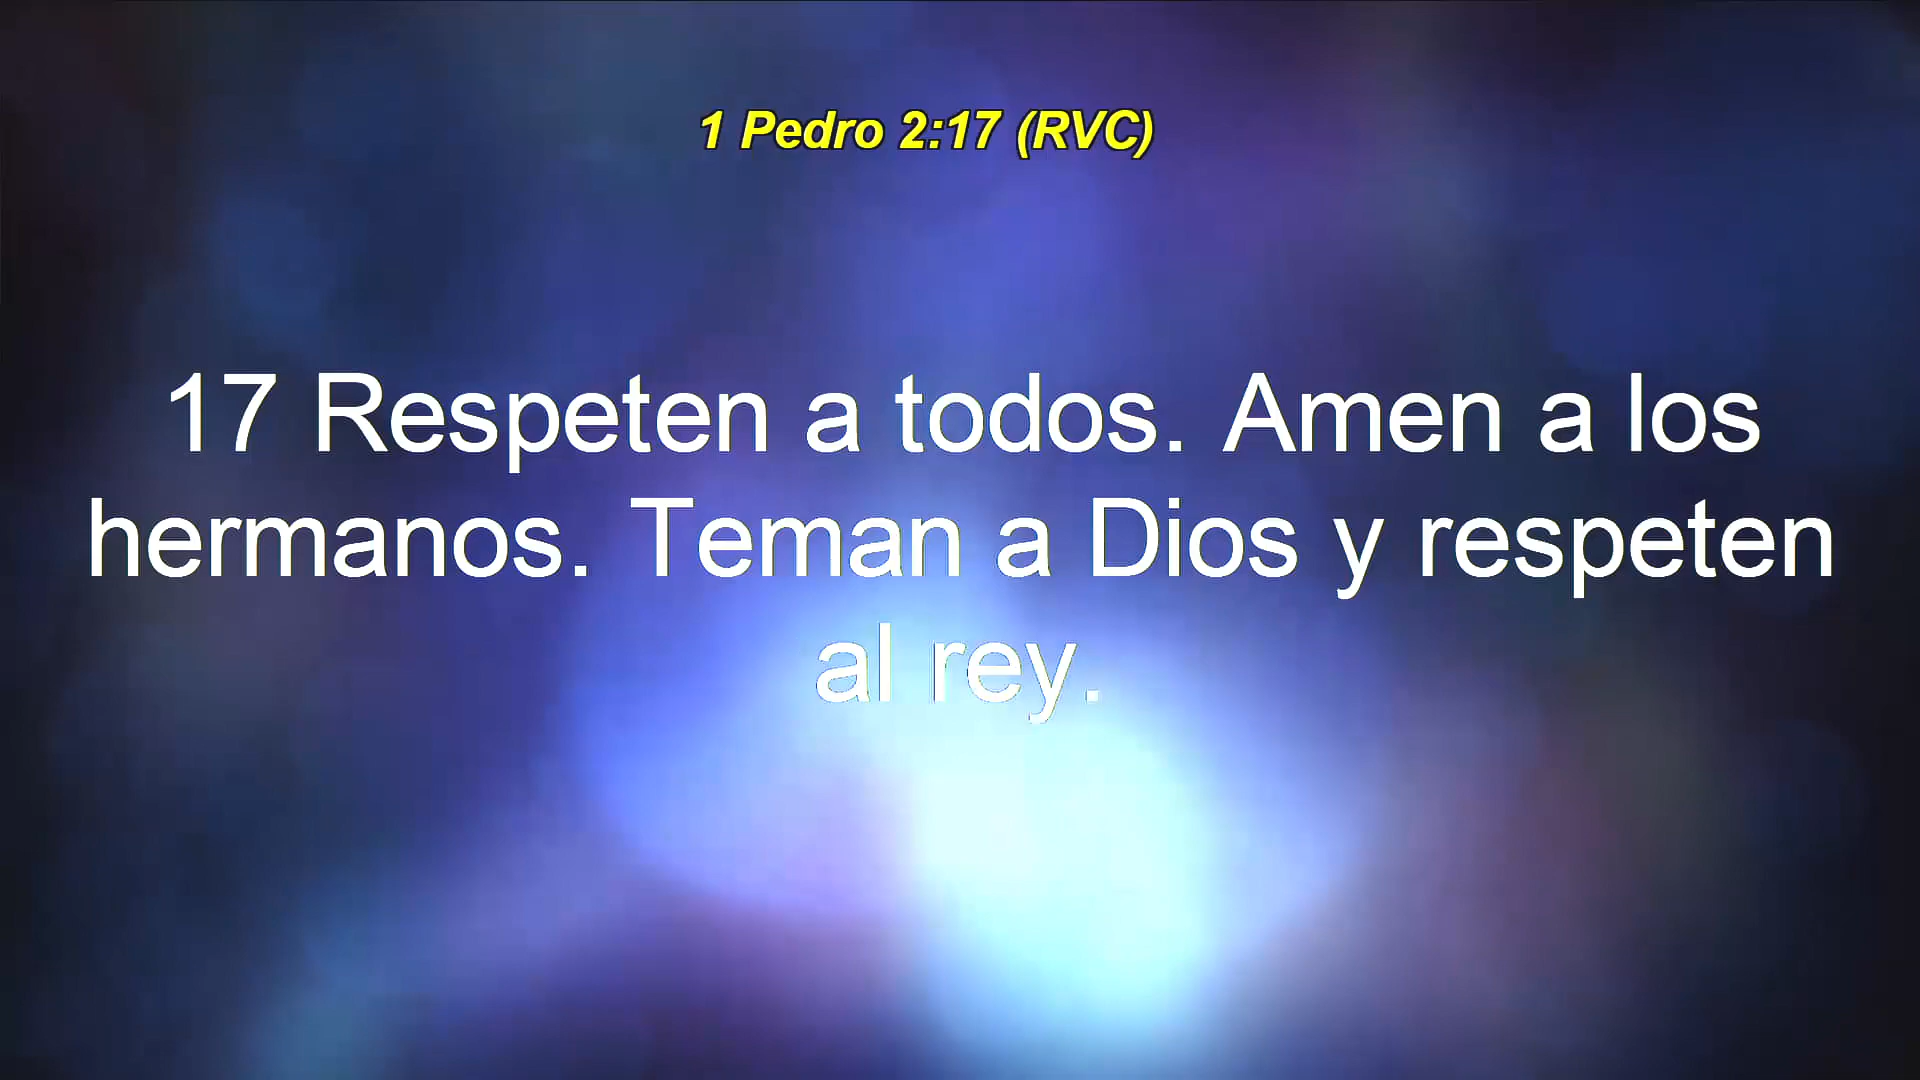 1 Pedro 2:17 (RVC)
17 Respeten a todos. Amen a los
hermanos. Teman a Dios y respeten
al rey.